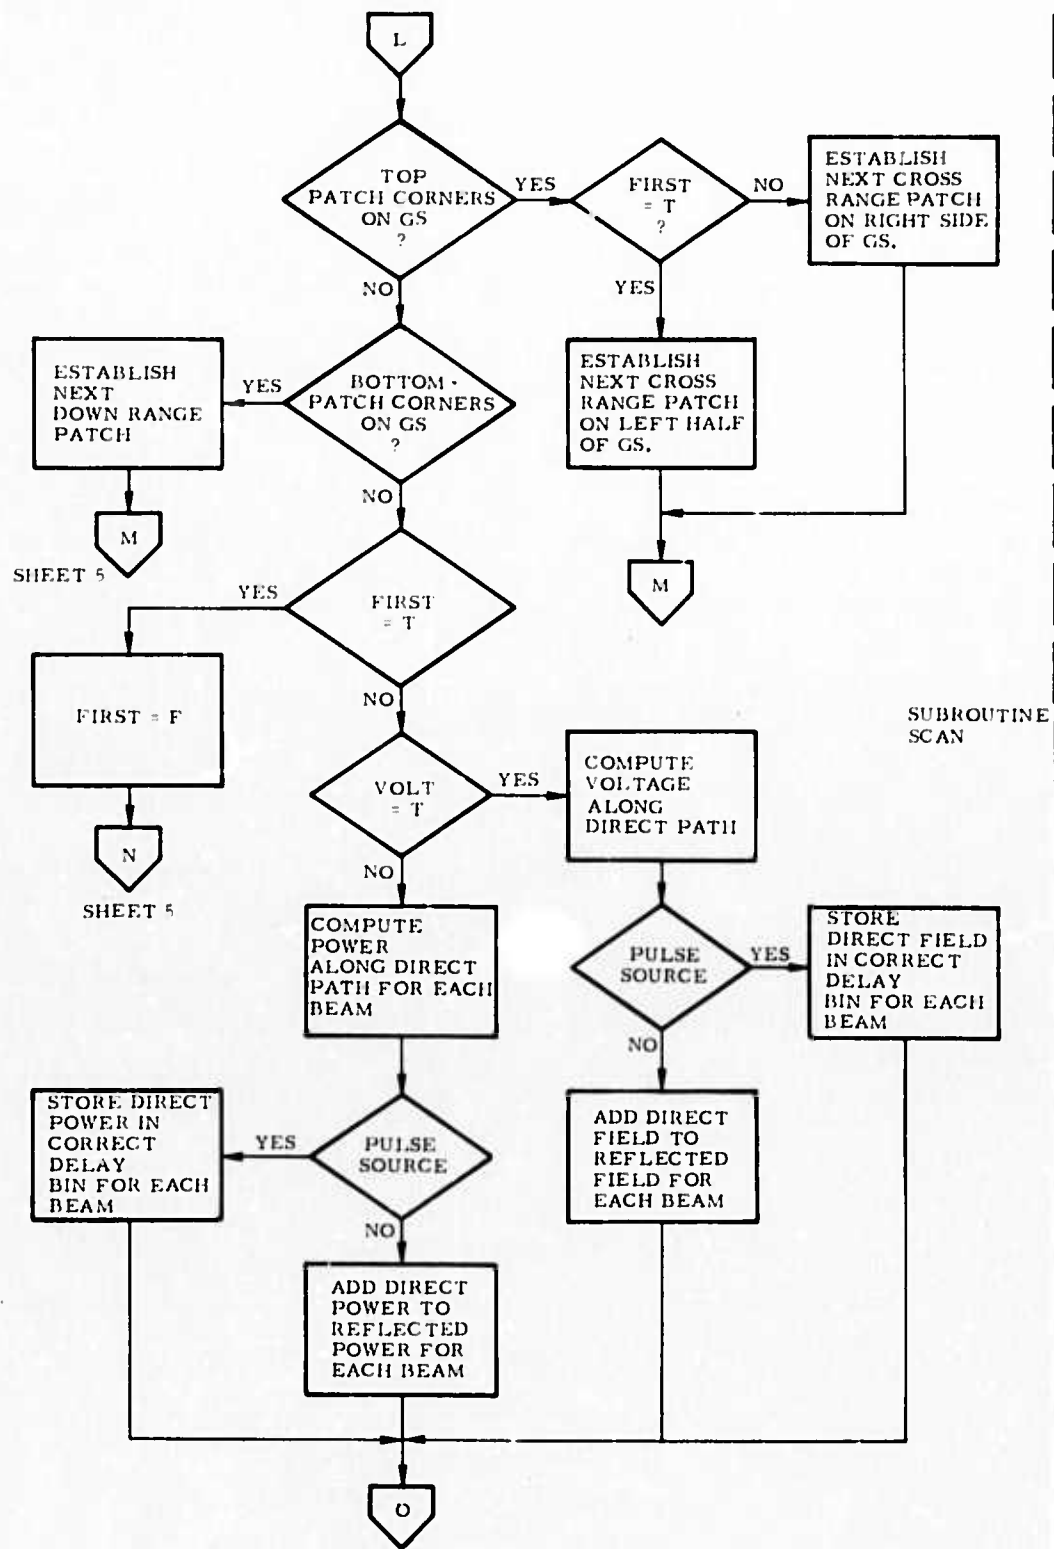 L
TOP
PATCH CORNERS
ON GS
?
YES
FIRST
= T
?
NO
ESTABLISH
NEXT CROSS
RANGE PATCH
ON RIGHT SIDE
OF GS.
NO
YES
ESTABLISH
NEXT
DOWN RANGE
PATCH
YES
BOTTOM
PATCH CORNERS
ON GS
?
ESTABLISH
NEXT CROSS
RANGE PATCH
ON LEFT HALF
OF GS.
NO
M
SHEET 5
M
YES
FIRST
= T
FIRST = F
NO
SUBROUTINE
SCAN
VOLT
= T
YES
COMPUTE
VOLTAGE
ALONG
DIRECT PATH
N
SHEET 5
NO
COMPUTE
POWER
ALONG DIRECT
PATH FOR EACH
BEAM
PULSE
SOURCE
YES
STORE
DIRECT FIELD
IN CORRECT
DELAY
BIN FOR EACH
BEAM
NO
STORE DIRECT
POWER IN
CORRECT
DELAY
BIN FOR EACH
BEAM
YES
PULSE
SOURCE
ADD DIRECT
FIELD TO
REFLECTED
FIELD FOR
EACH BEAM
NO
ADD DIRECT
POWER TO
REFLECTED
POWER FOR
EACH BEAM
O